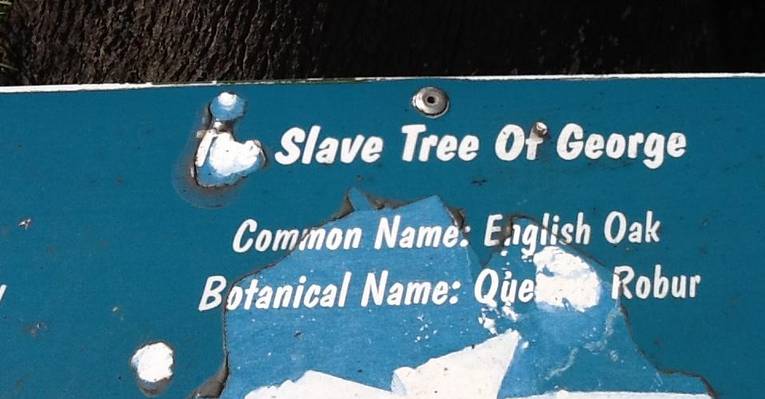 Slave Tree Of George
Common Name: English Oak
Botanical Name: Robur